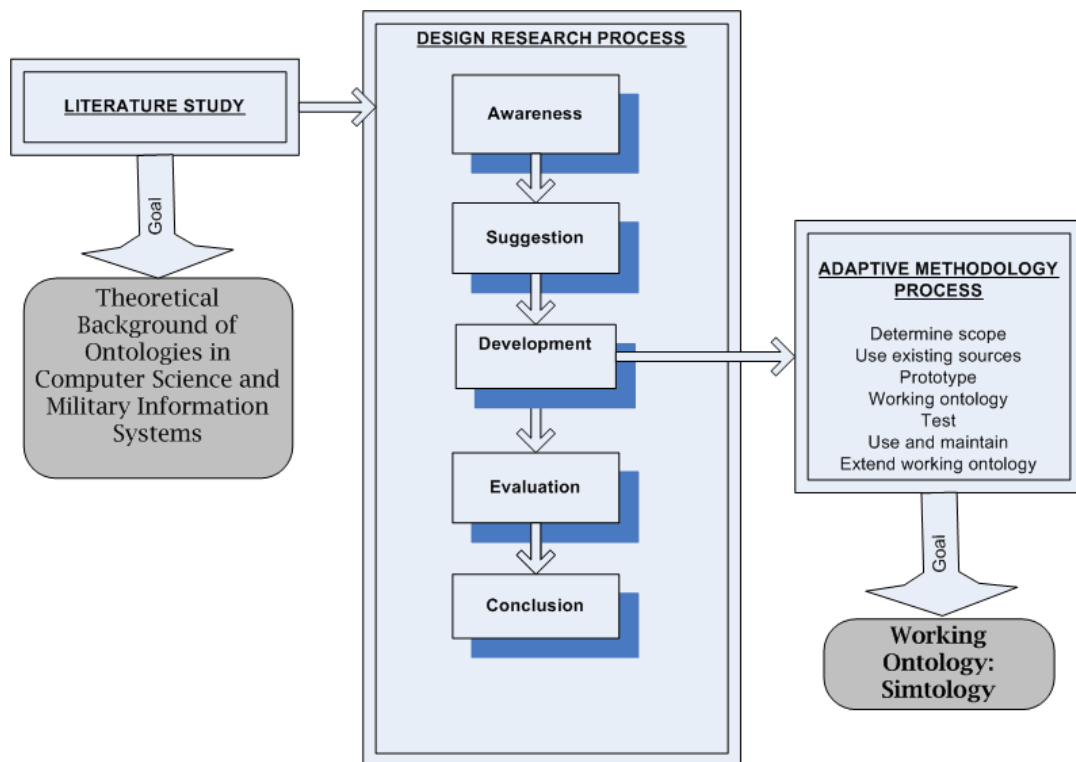 LITERATURE STUDY
Goal
Theoretical
Background of
Ontologies in
Computer Science and
Military Information
Systems
DESIGN RESEARCH PROCESS
Awareness
Suggestion
Development
Evaluation
Conclusion
ADAPTIVE METHODOLOGY
PROCESS
Determine scope
Use existing sources
Prototype
Working ontology
Test
Use and maintain
Extend working ontology
Goal
Working
Ontology:
Simtology